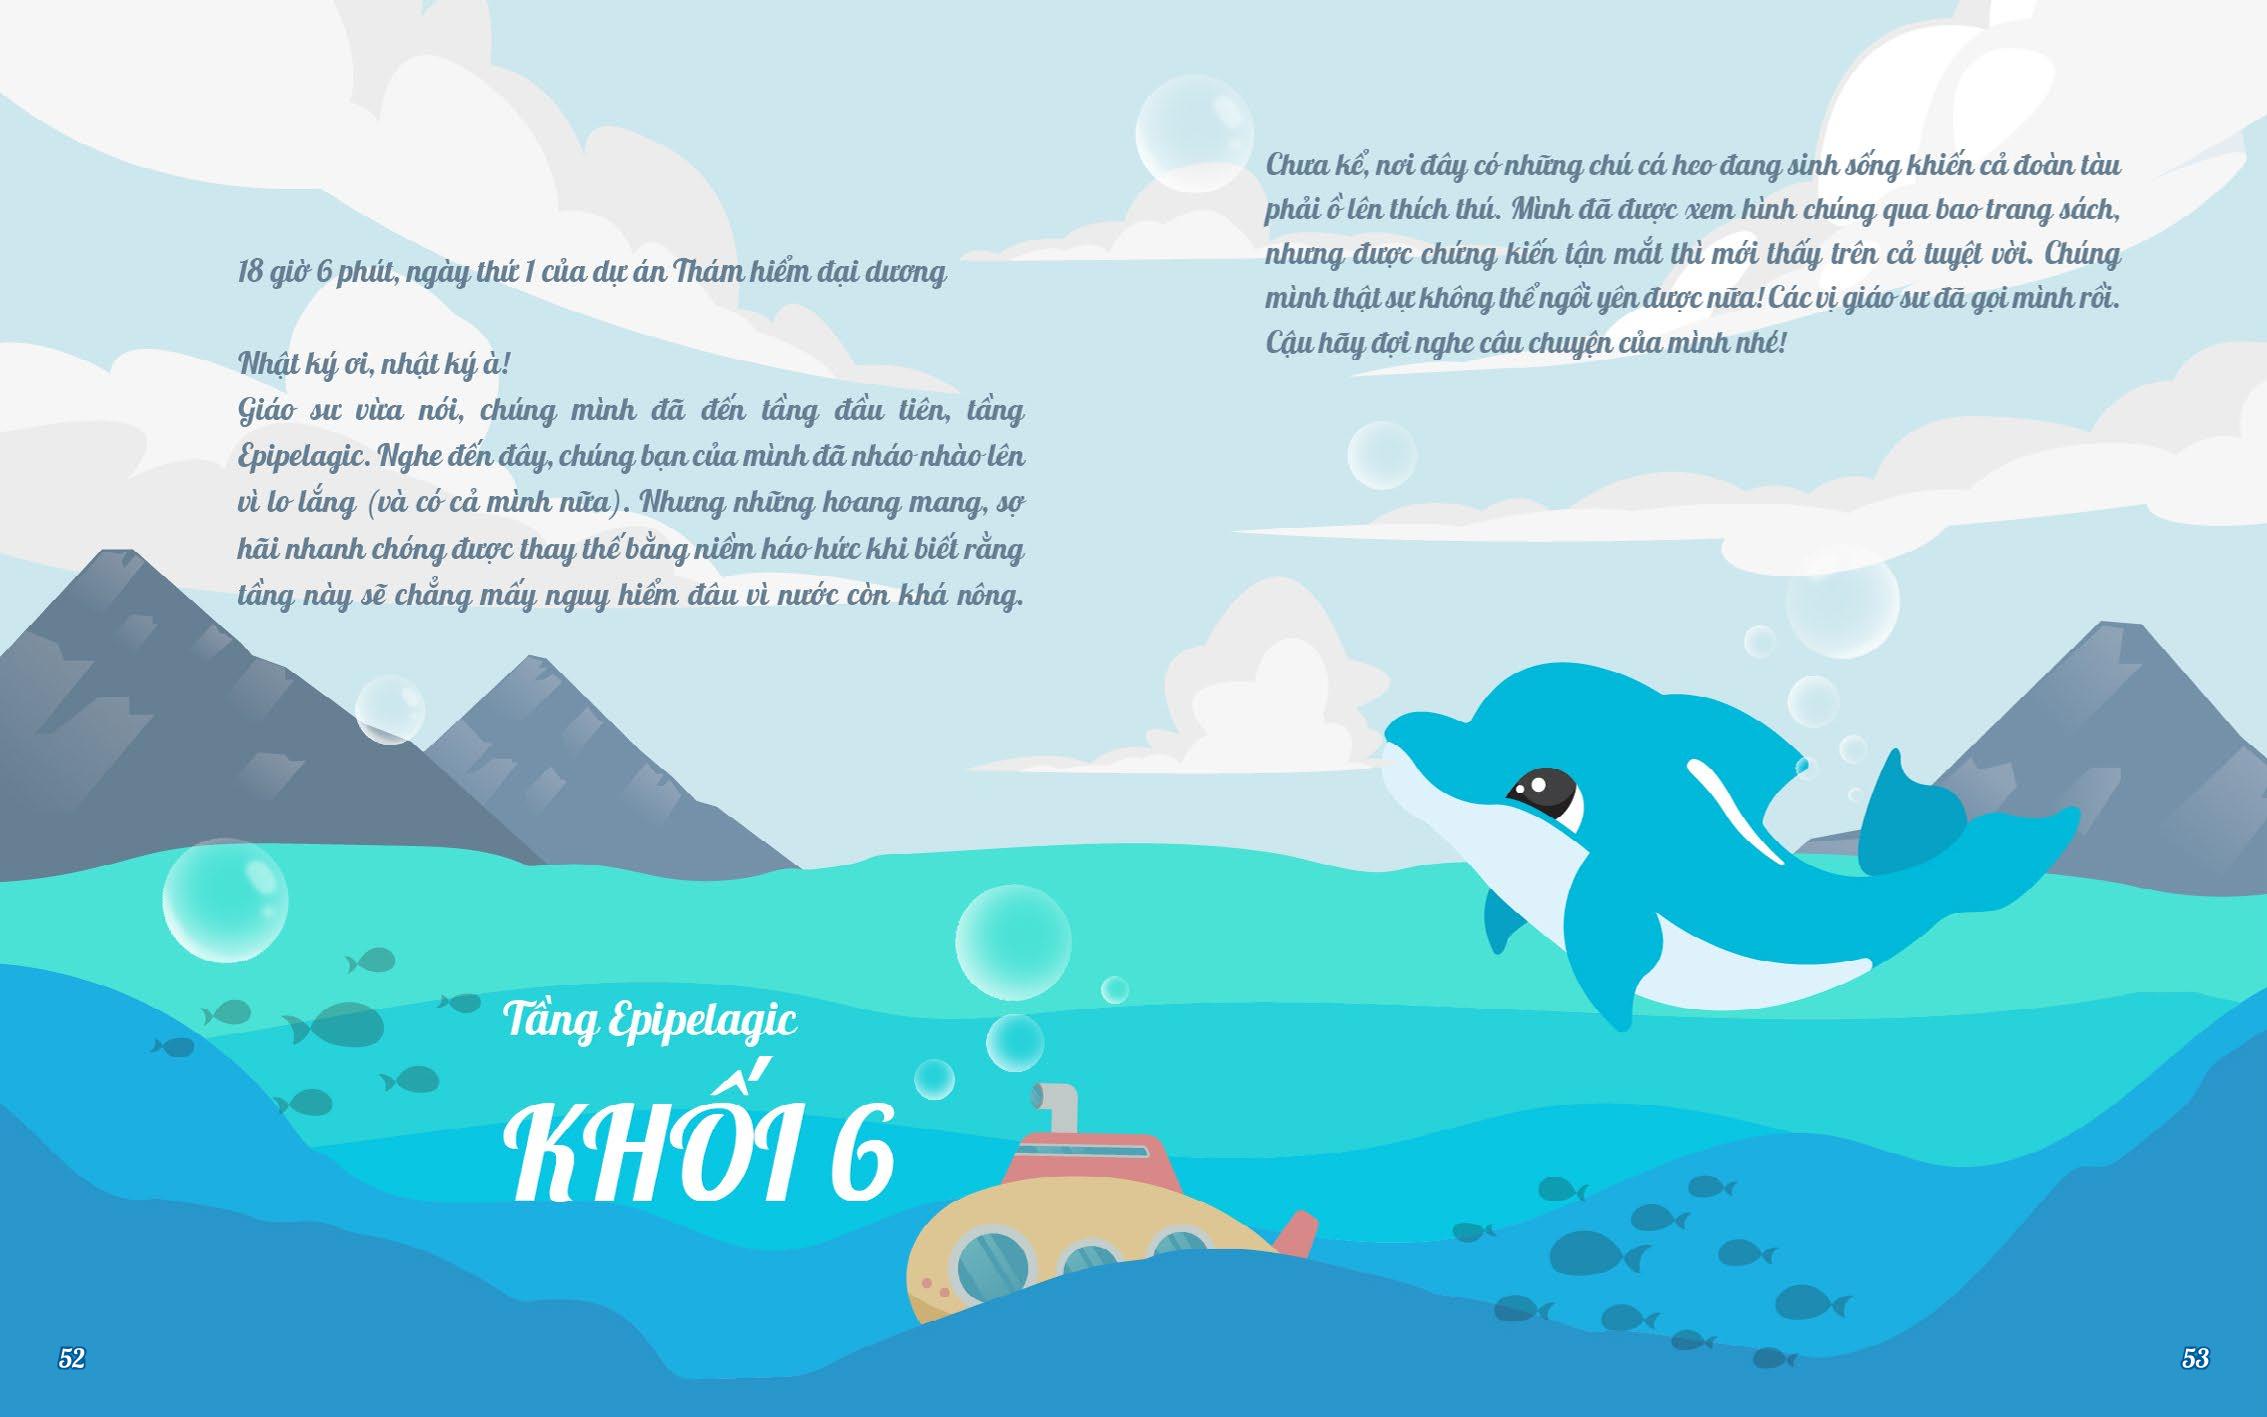 18 giờ 6 phút, ngày thứ 1 của dự án Thám hiểm đại dương
Nhật ký ơi, nhật ký à!
Giáo sư vừa nói, chúng mình đã đến tầng đầu tiên, tầng
Epipelagic. Nghe đến đây, chúng bạn của mình đã nháo nhào lên
vì lo lắng (và có cả mình nữa). Nhưng những hoang mang, sợ
hãi nhanh chóng được thay thế bằng niềm háo hức khi biết rằng
tầng này sẽ chẳng mấy nguy hiểm đâu vì nước còn khá nông.
Chưa kể, nơi đây có những chú cá heo đang sinh sống khiến cả đoàn tàu
phải ồ lên thích thú. Mình đã được xem hình chúng qua bao trang sách,
nhưng được chứng kiến tận mắt thì mới thấy trên cả tuyệt vời. Chúng
mình thật sự không thể ngồi yên được nữa! Các vị giáo sư đã gọi mình rồi.
Cậu hãy đợi nghe câu chuyện của mình nhé!
Tầng Epipelagic
KHỐI 6
52
53